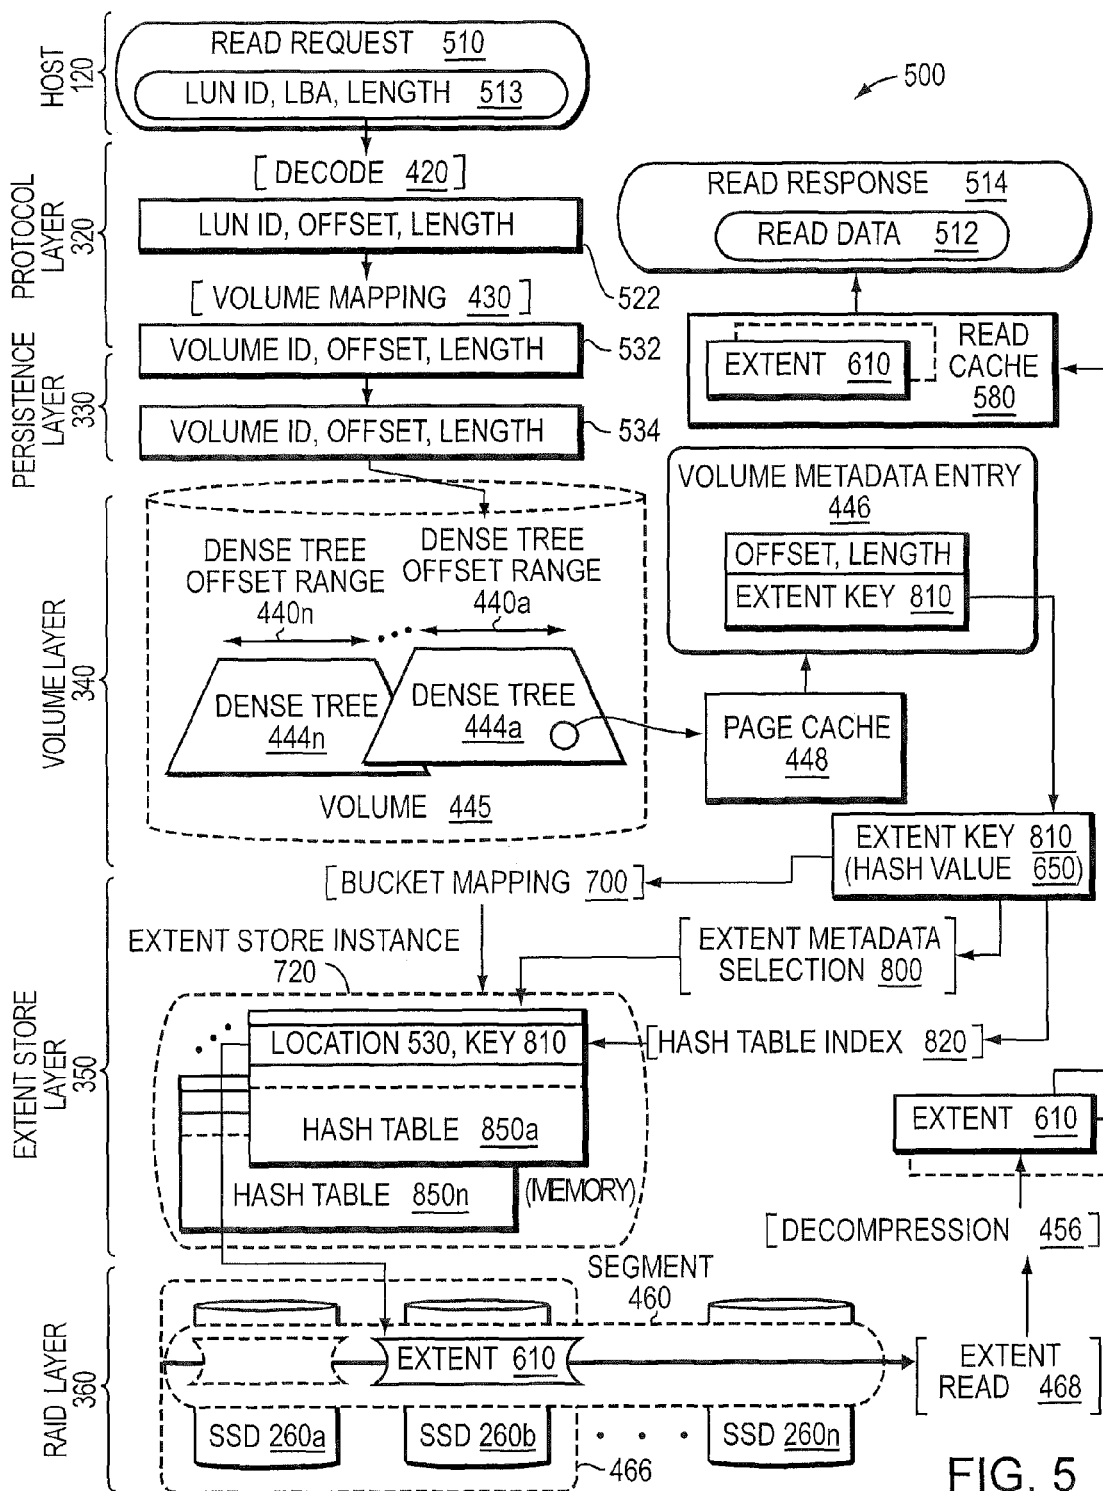 HOST
120
READ REQUEST 510
LUN ID, LBA, LENGTH 513
500
PROTOCOL
LAYER
320
[ DECODE 420 ]
LUN ID, OFFSET, LENGTH
522
[ VOLUME MAPPING 430 ]
VOLUME ID, OFFSET, LENGTH
532
READ RESPONSE 514
READ DATA 512
EXTENT 610
READ
CACHE
580
PERSISTENCE
LAYER
330
VOLUME ID, OFFSET, LENGTH
534
VOLUME LAYER
340
DENSE TREE
OFFSET RANGE
440n
DENSE TREE
OFFSET RANGE
440a
DENSE TREE
444n
DENSE TREE
444a
VOLUME 445
VOLUME METADATA ENTRY
446
OFFSET, LENGTH
EXTENT KEY 810
PAGE CACHE
448
EXTENT KEY 810
(HASH VALUE 650)
EXTENT STORE
LAYER
350
[BUCKET MAPPING 700]
EXTENT STORE INSTANCE
720
[EXTENT METADATA
SELECTION 800]
LOCATION 530, KEY 810
[HASH TABLE INDEX 820]
HASH TABLE 850a
HASH TABLE 850n
(MEMORY)
EXTENT 610
[DECOMPRESSION 456]
RAID LAYER
360
SEGMENT
460
EXTENT 610
[EXTENT
READ 468]
SSD 260a
SSD 260b
SSD 260n
466
FIG. 5